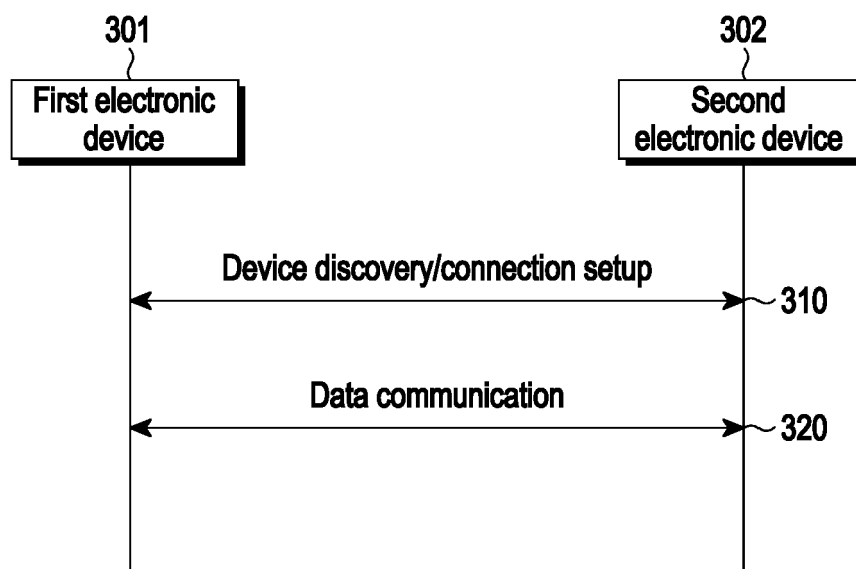 301
302
First electronic
device
Second
electronic device
Device discovery/connection setup
310
Data communication
320